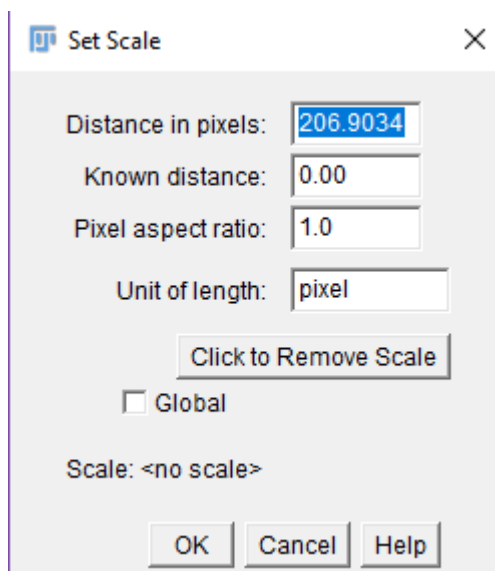 Set Scale
Distance in pixels: 206.9034
Known distance: 0.00
Pixel aspect ratio: 1.0
Unit of length: pixel
Click to Remove Scale
Global
Scale: <no scale>
OK Cancel Help